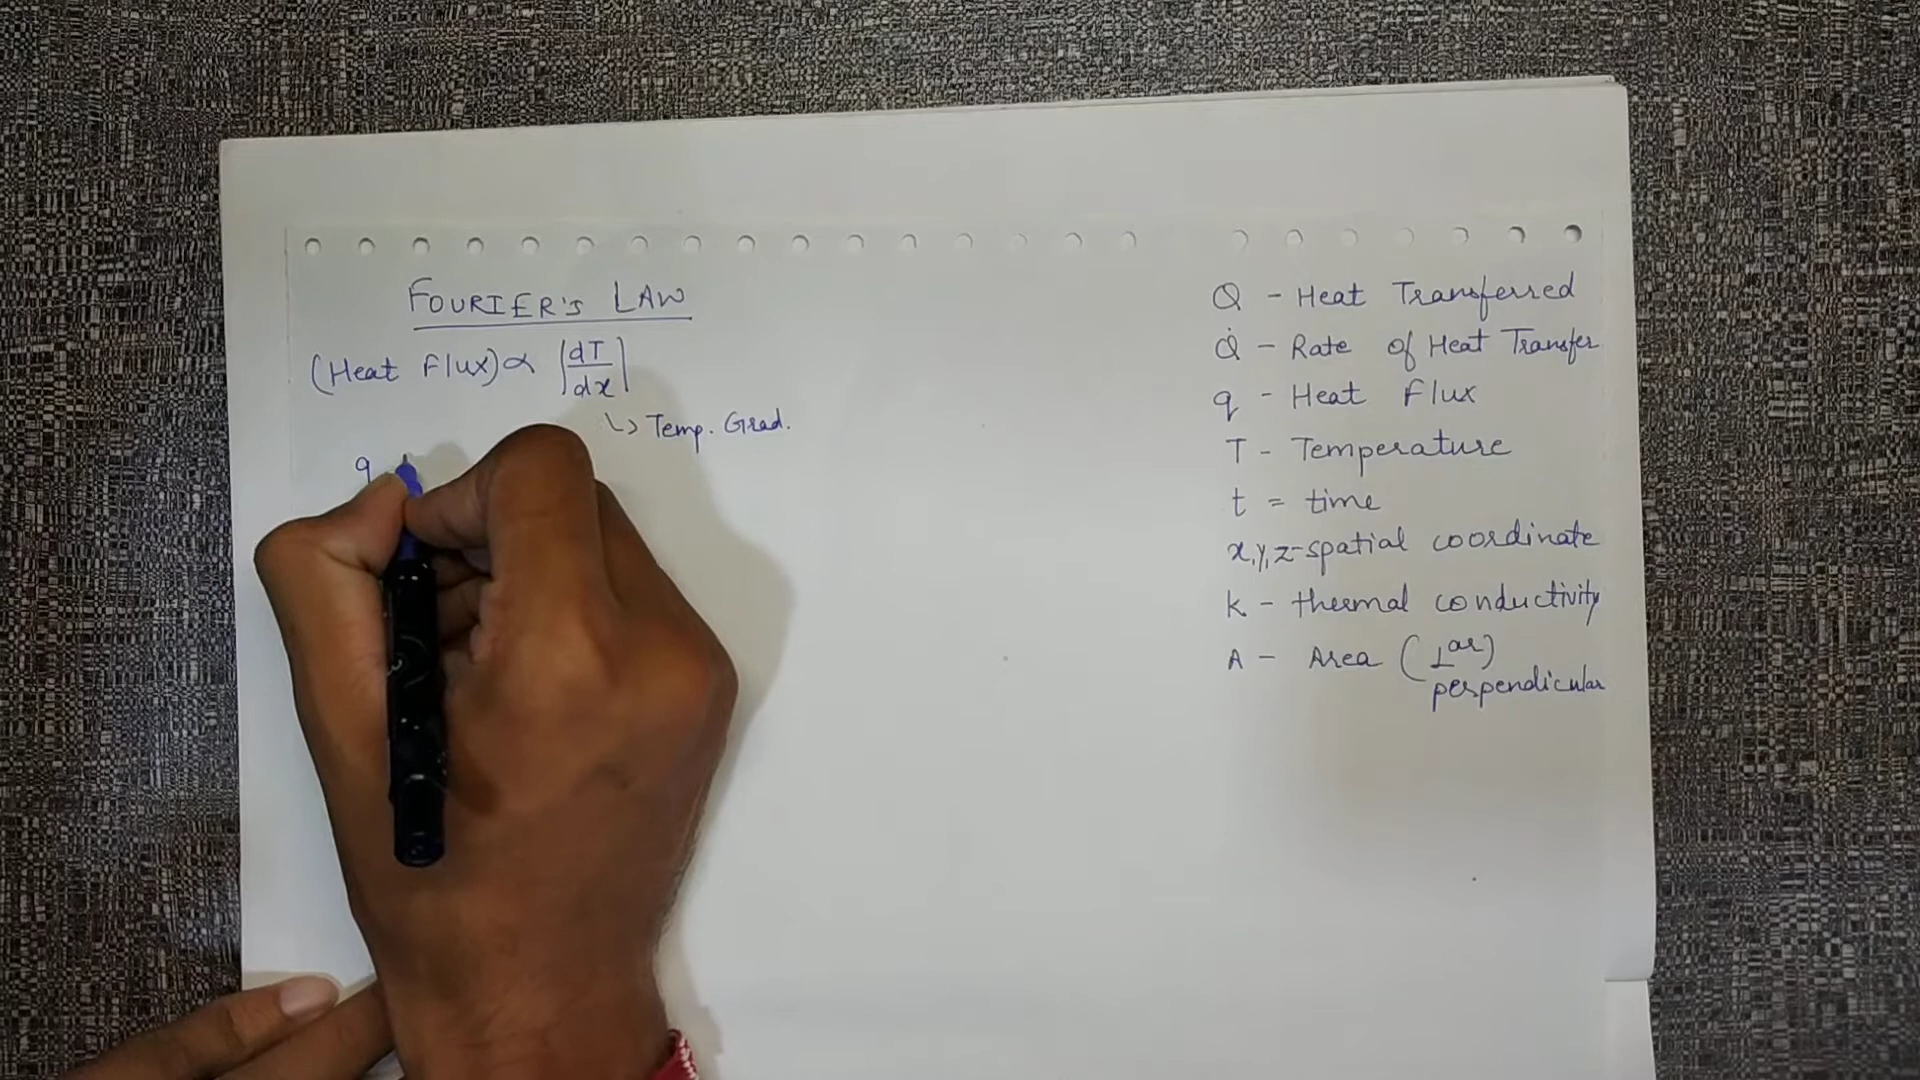 FOURIER'S LAW
(Heat Flux) ∝ |dT/dx|
↳ Temp. Grad.
q
Q - Heat Transferred
Q̇ - Rate of Heat Transfer
q - Heat Flux
T - Temperature
t = time
x,y,z-spatial coordinate
K - thermal conductivity
A - Area (⊥ar)
perpendicular